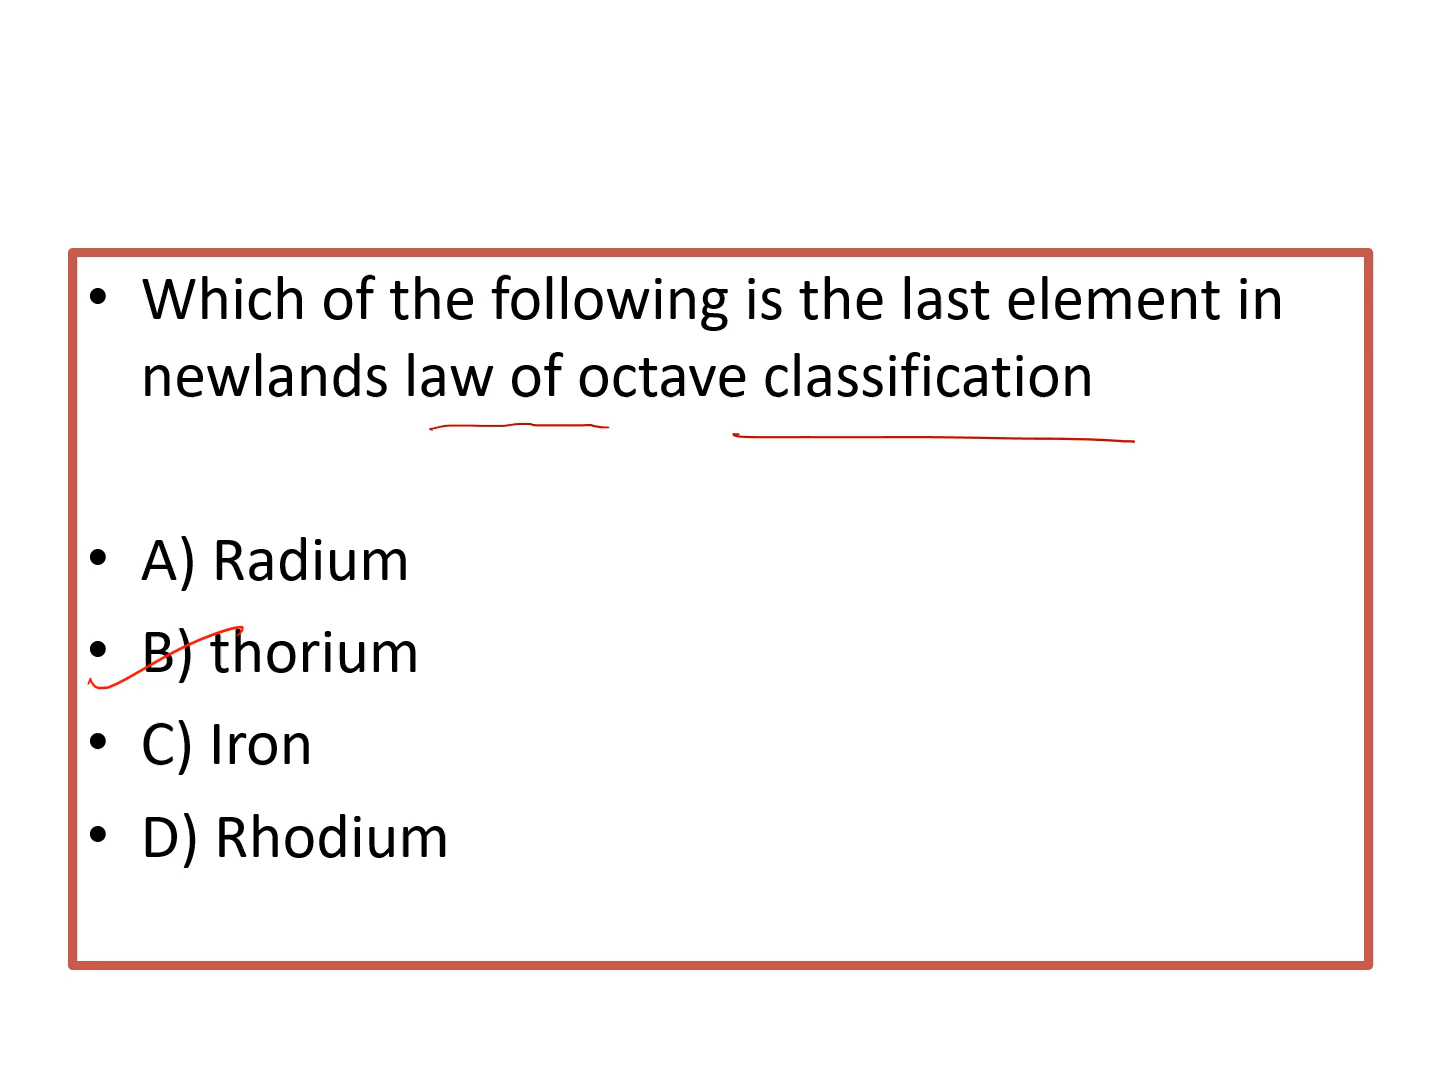 • Which of the following is the last element in
newlands law of octave classification
• A) Radium
• B) thorium
• C) Iron
• D) Rhodium